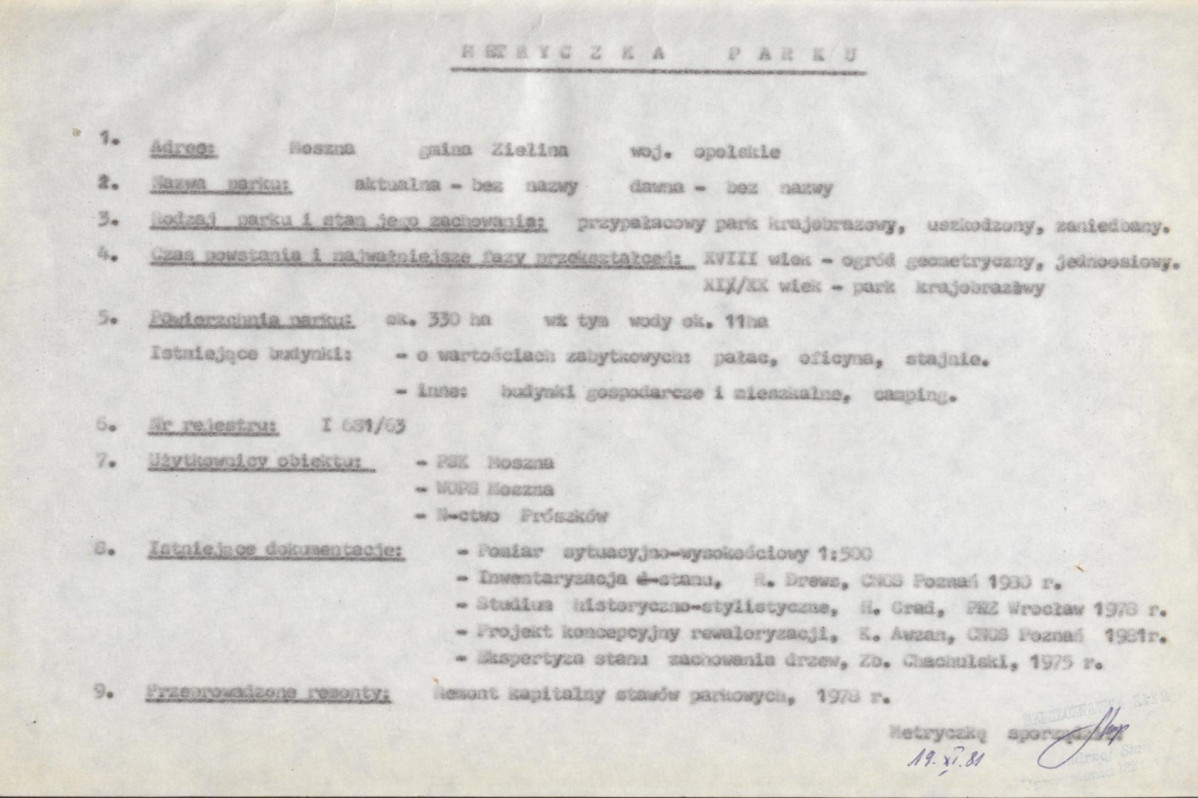 METRYCZKA PARKU
1. Adres: Moszna gmina Zielina woj. opolskie
2. Nazwa parku: aktualna - bez nazwy dawna - bez nazwy
3. Rodzaj parku i stan jego zachowania: przypałacowy park krajobrazowy, uszkodzony, zaniedbany.
4. Czas powstania i najważniejsze fazy przekształceń: XVIII wiek - ogród geometryczny, jednoosiowy.
XIX/XX wiek - park krajobrazowy
5. Powierzchnia parku: ok. 330 ha w tym wody ok. 11ha
Istniejące budynki: - o wartościach zabytkowych: pałac, oficyna, stajnie.
- inne: budynki gospodarcze i mieszkalne, camping.
6. Nr rejestru: I 681/63
7. Użytkownicy obiektu: - PSK Moszna
- WOPS Moszna
- N-ctwo Prószków
8. Istniejące dokumentacje: - Pomiar sytuacyjno-wysokościowy 1:500
- Inwentaryzacja d-stanu, H. Drews, Poznań 1980 r.
- Studium historyczno-stylistyczne, H. Grad, PKZ Wrocław 1978 r.
- Projekt koncepcyjny rewaloryzacji, K. Poznań 1981r.
- Ekspertyza stanu zachowania drzew, Zb. Chachulski, 1975 r.
9. Przeprowadzone remonty: Remont kapitalny stawów parkowych, 1978 r.
Metryczkę
19.XI.81